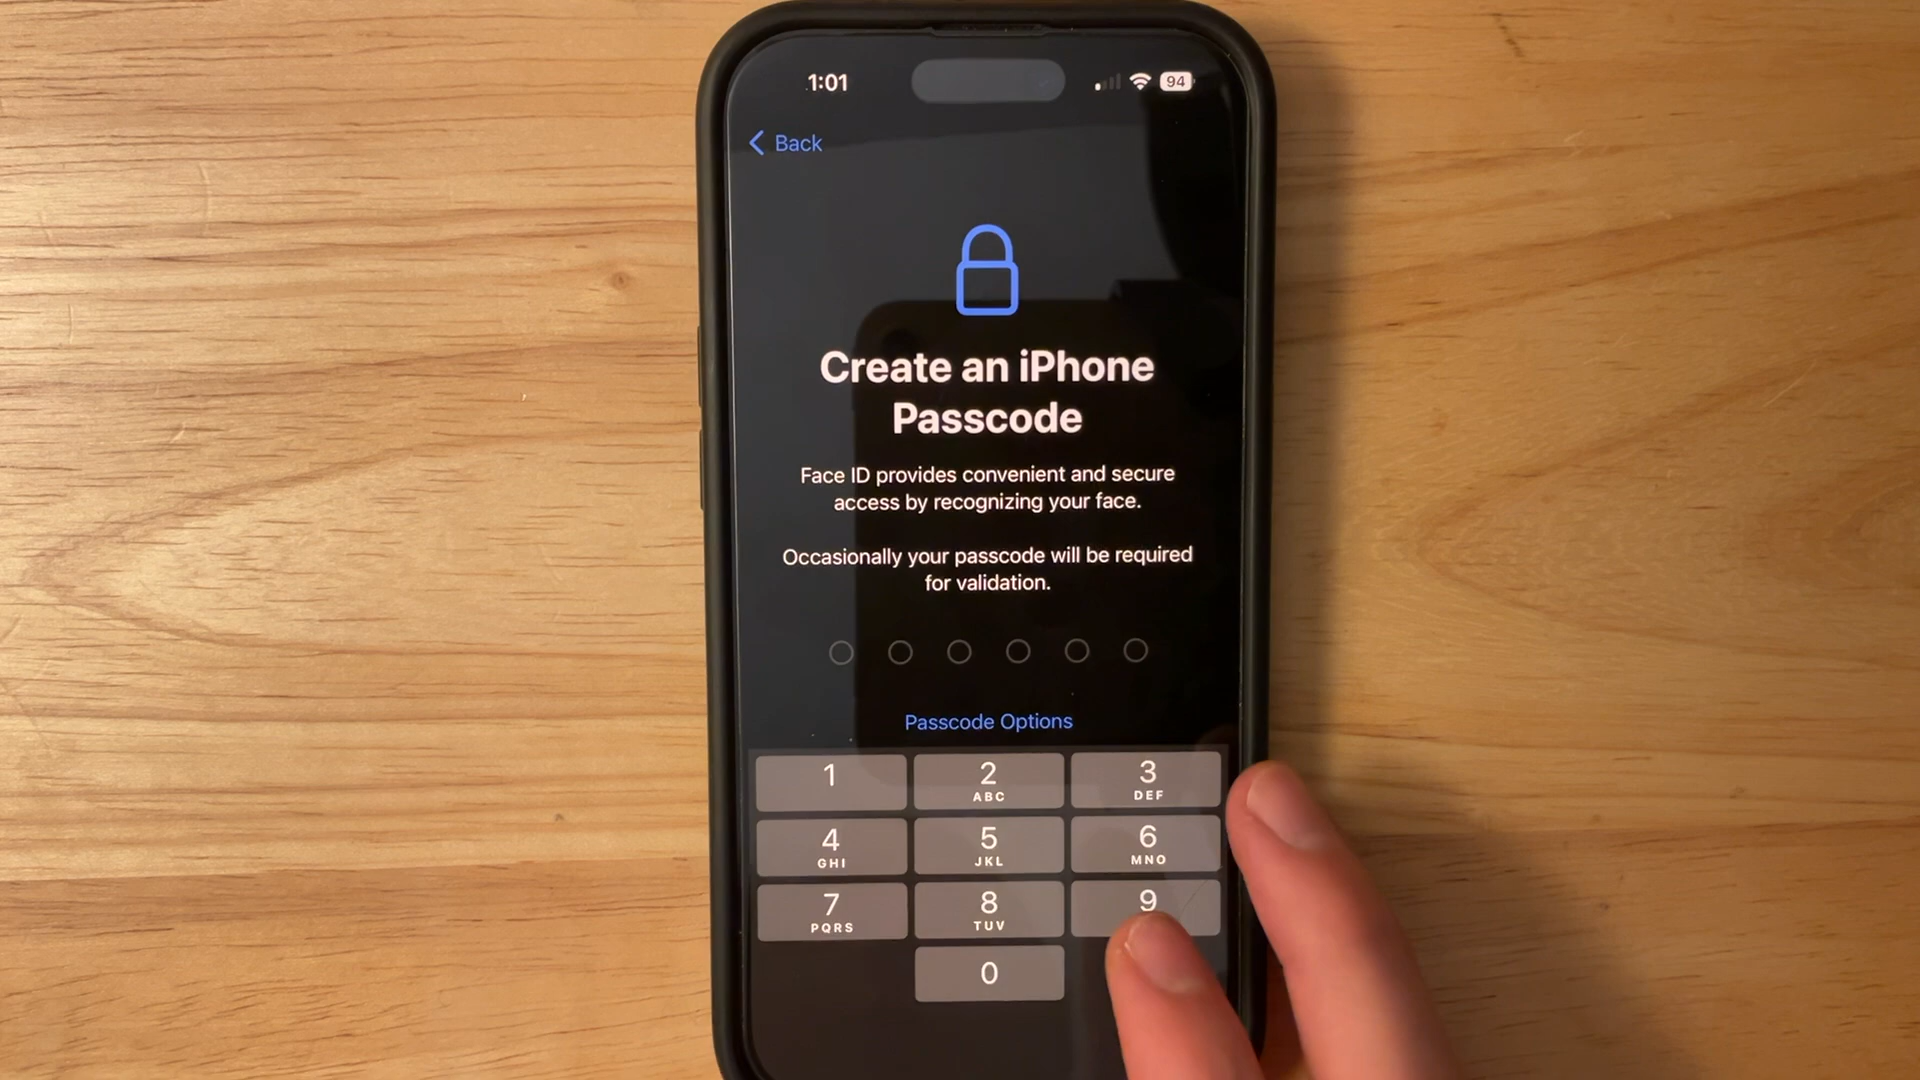 1:01
94
Back
Create an iPhone
Passcode
Face ID provides convenient and secure
access by recognizing your face.
Occasionally your passcode will be required
for validation.
Passcode Options
1 2 3
ABC DEF
4 5 6
GHI JKL MNO
7 8 9
PQRS TUV
0